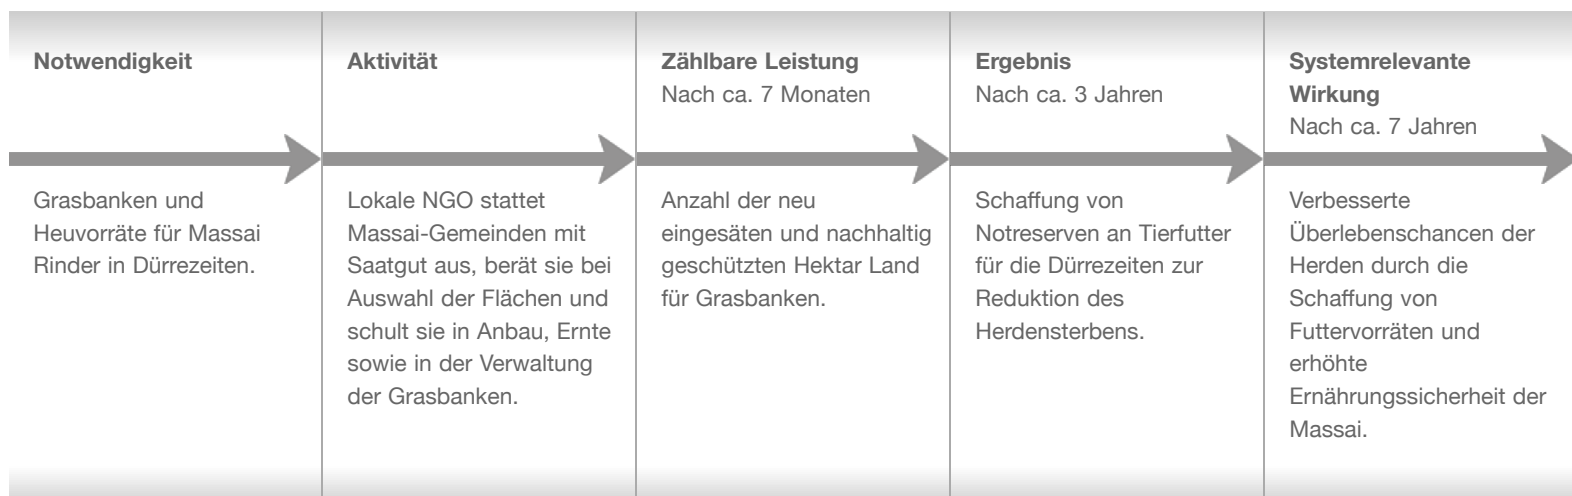 Notwendigkeit
Aktivität
Zählbare Leistung
Nach ca. 7 Monaten
Ergebnis
Nach ca. 3 Jahren
Systemrelevante
Wirkung
Nach ca. 7 Jahren
Grasbanken und
Heuvorräte für Massai
Rinder in Dürrezeiten.
Lokale NGO stattet
Massai-Gemeinden mit
Saatgut aus, berät sie bei
Auswahl der Flächen und
schult sie in Anbau, Ernte
sowie in der Verwaltung
der Grasbanken.
Anzahl der neu
eingesäten und nachhaltig
geschützten Hektar Land
für Grasbanken.
Schaffung von
Notreserven an Tierfutter
für die Dürrezeiten zur
Reduktion des
Herdensterbens.
Verbesserte
Überlebenschancen der
Herden durch die
Schaffung von
Futtervorräten und
erhöhte
Ernährungssicherheit der
Massai.